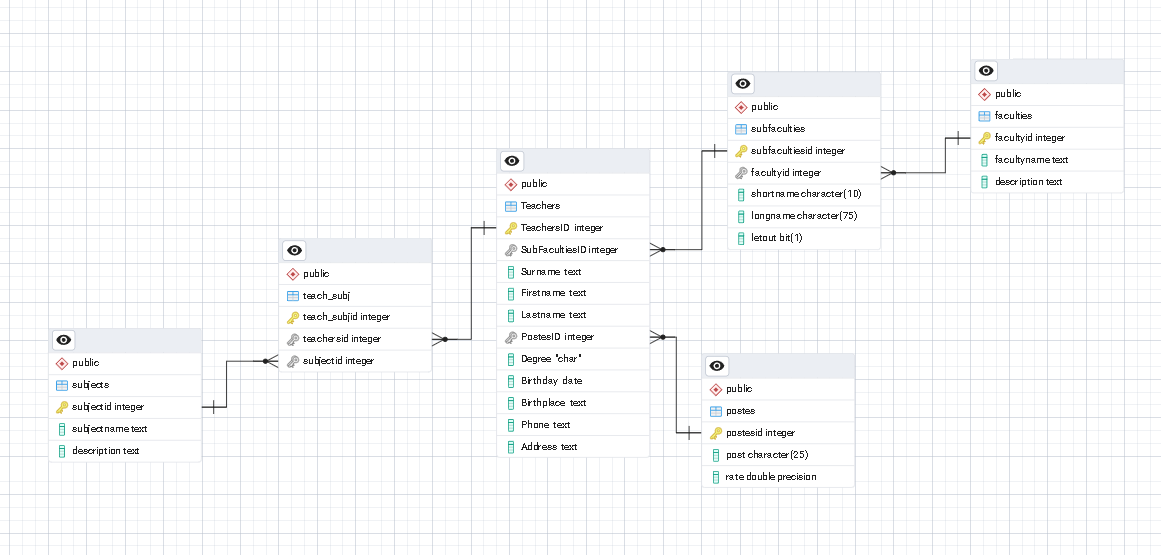 public
subjects
subjectid integer
subjectname text
description text
public
teach_subj
teach_subjid integer
teachersid integer
subjectid integer
public
Teachers
TeachersID integer
SubFacultiesID integer
Surname text
Firstname text
Lastname text
PostesID integer
Degree "char"
Birthday date
Birthplace text
Phone text
Address text
public
subfaculties
subfacultiesid integer
facultyid integer
shortname character(10)
longname character(75)
letout bit(1)
public
postes
postesid integer
post character(25)
rate double precision
public
faculties
facultyid integer
facultyname text
description text